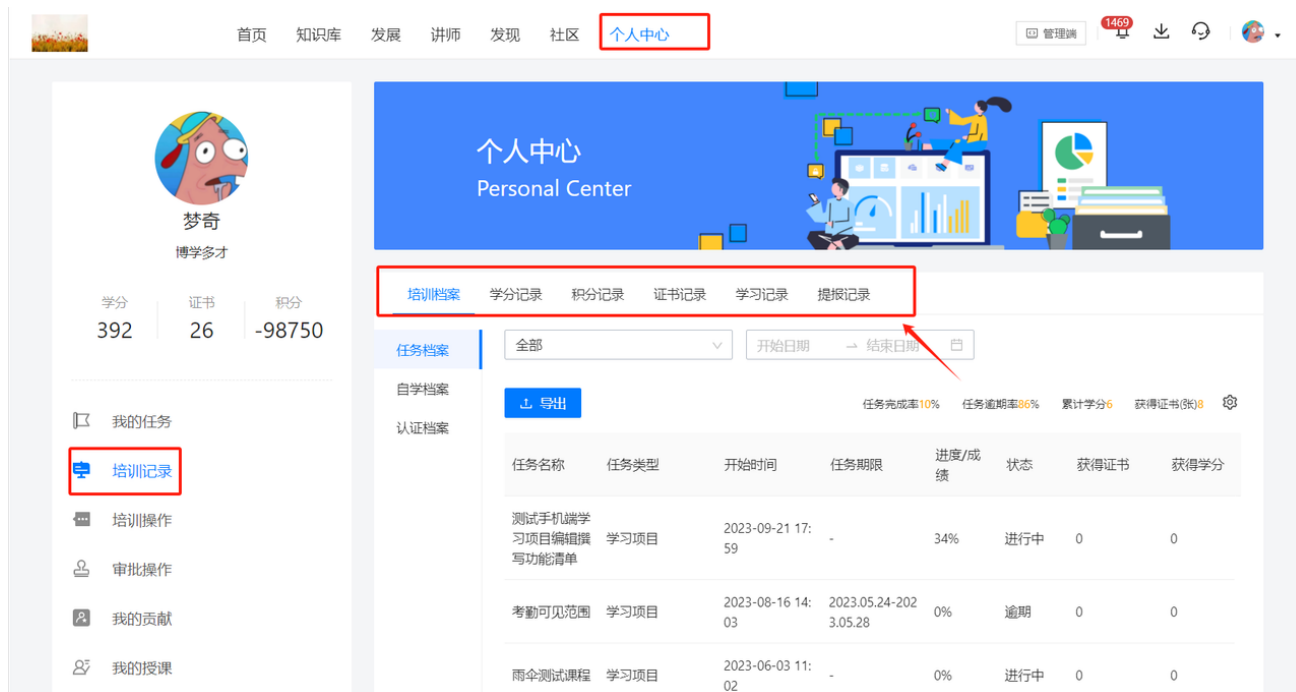 首页 知识库 发展 讲师 发现 社区 个人中心 管理端 1469
梦奇
博学多才
学分 证书 积分
392 26 -98750
我的任务
培训记录
培训操作
审批操作
我的贡献
我的授课
个人中心
Personal Center
培训档案 学分记录 积分记录 证书记录 学习记录 提报记录
任务档案
自学档案
认证档案
全部 开始日期 → 结束日期
导出 任务完成率10% 任务逾期率86% 累计学分6 获得证书(张)8
任务名称 任务类型 开始时间 任务期限 进度/成
绩 状态 获得证书 获得学分
测试手机端学
习项目编辑撰
写功能清单 学习项目 2023-09-21 17:
59 - 34% 进行中 0 0
考勤可见范围 学习项目 2023-08-16 14:
03 2023.05.24-202
3.05.28 0% 逾期 0 0
雨伞测试课程 学习项目 2023-06-03 11:
02 - 0% 进行中 0 0